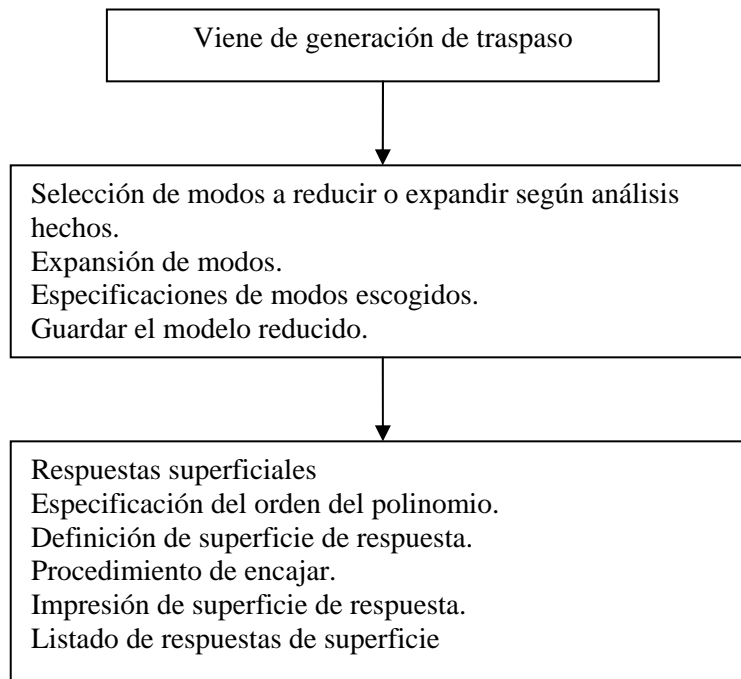 Viene de generación de traspaso
Selección de modos a reducir o expandir según análisis
hechos.
Expansión de modos.
Especificaciones de modos escogidos.
Guardar el modelo reducido.
Respuestas superficiales
Especificación del orden del polinomio.
Definición de superficie de respuesta.
Procedimiento de encajar.
Impresión de superficie de respuesta.
Listado de respuestas de superficie